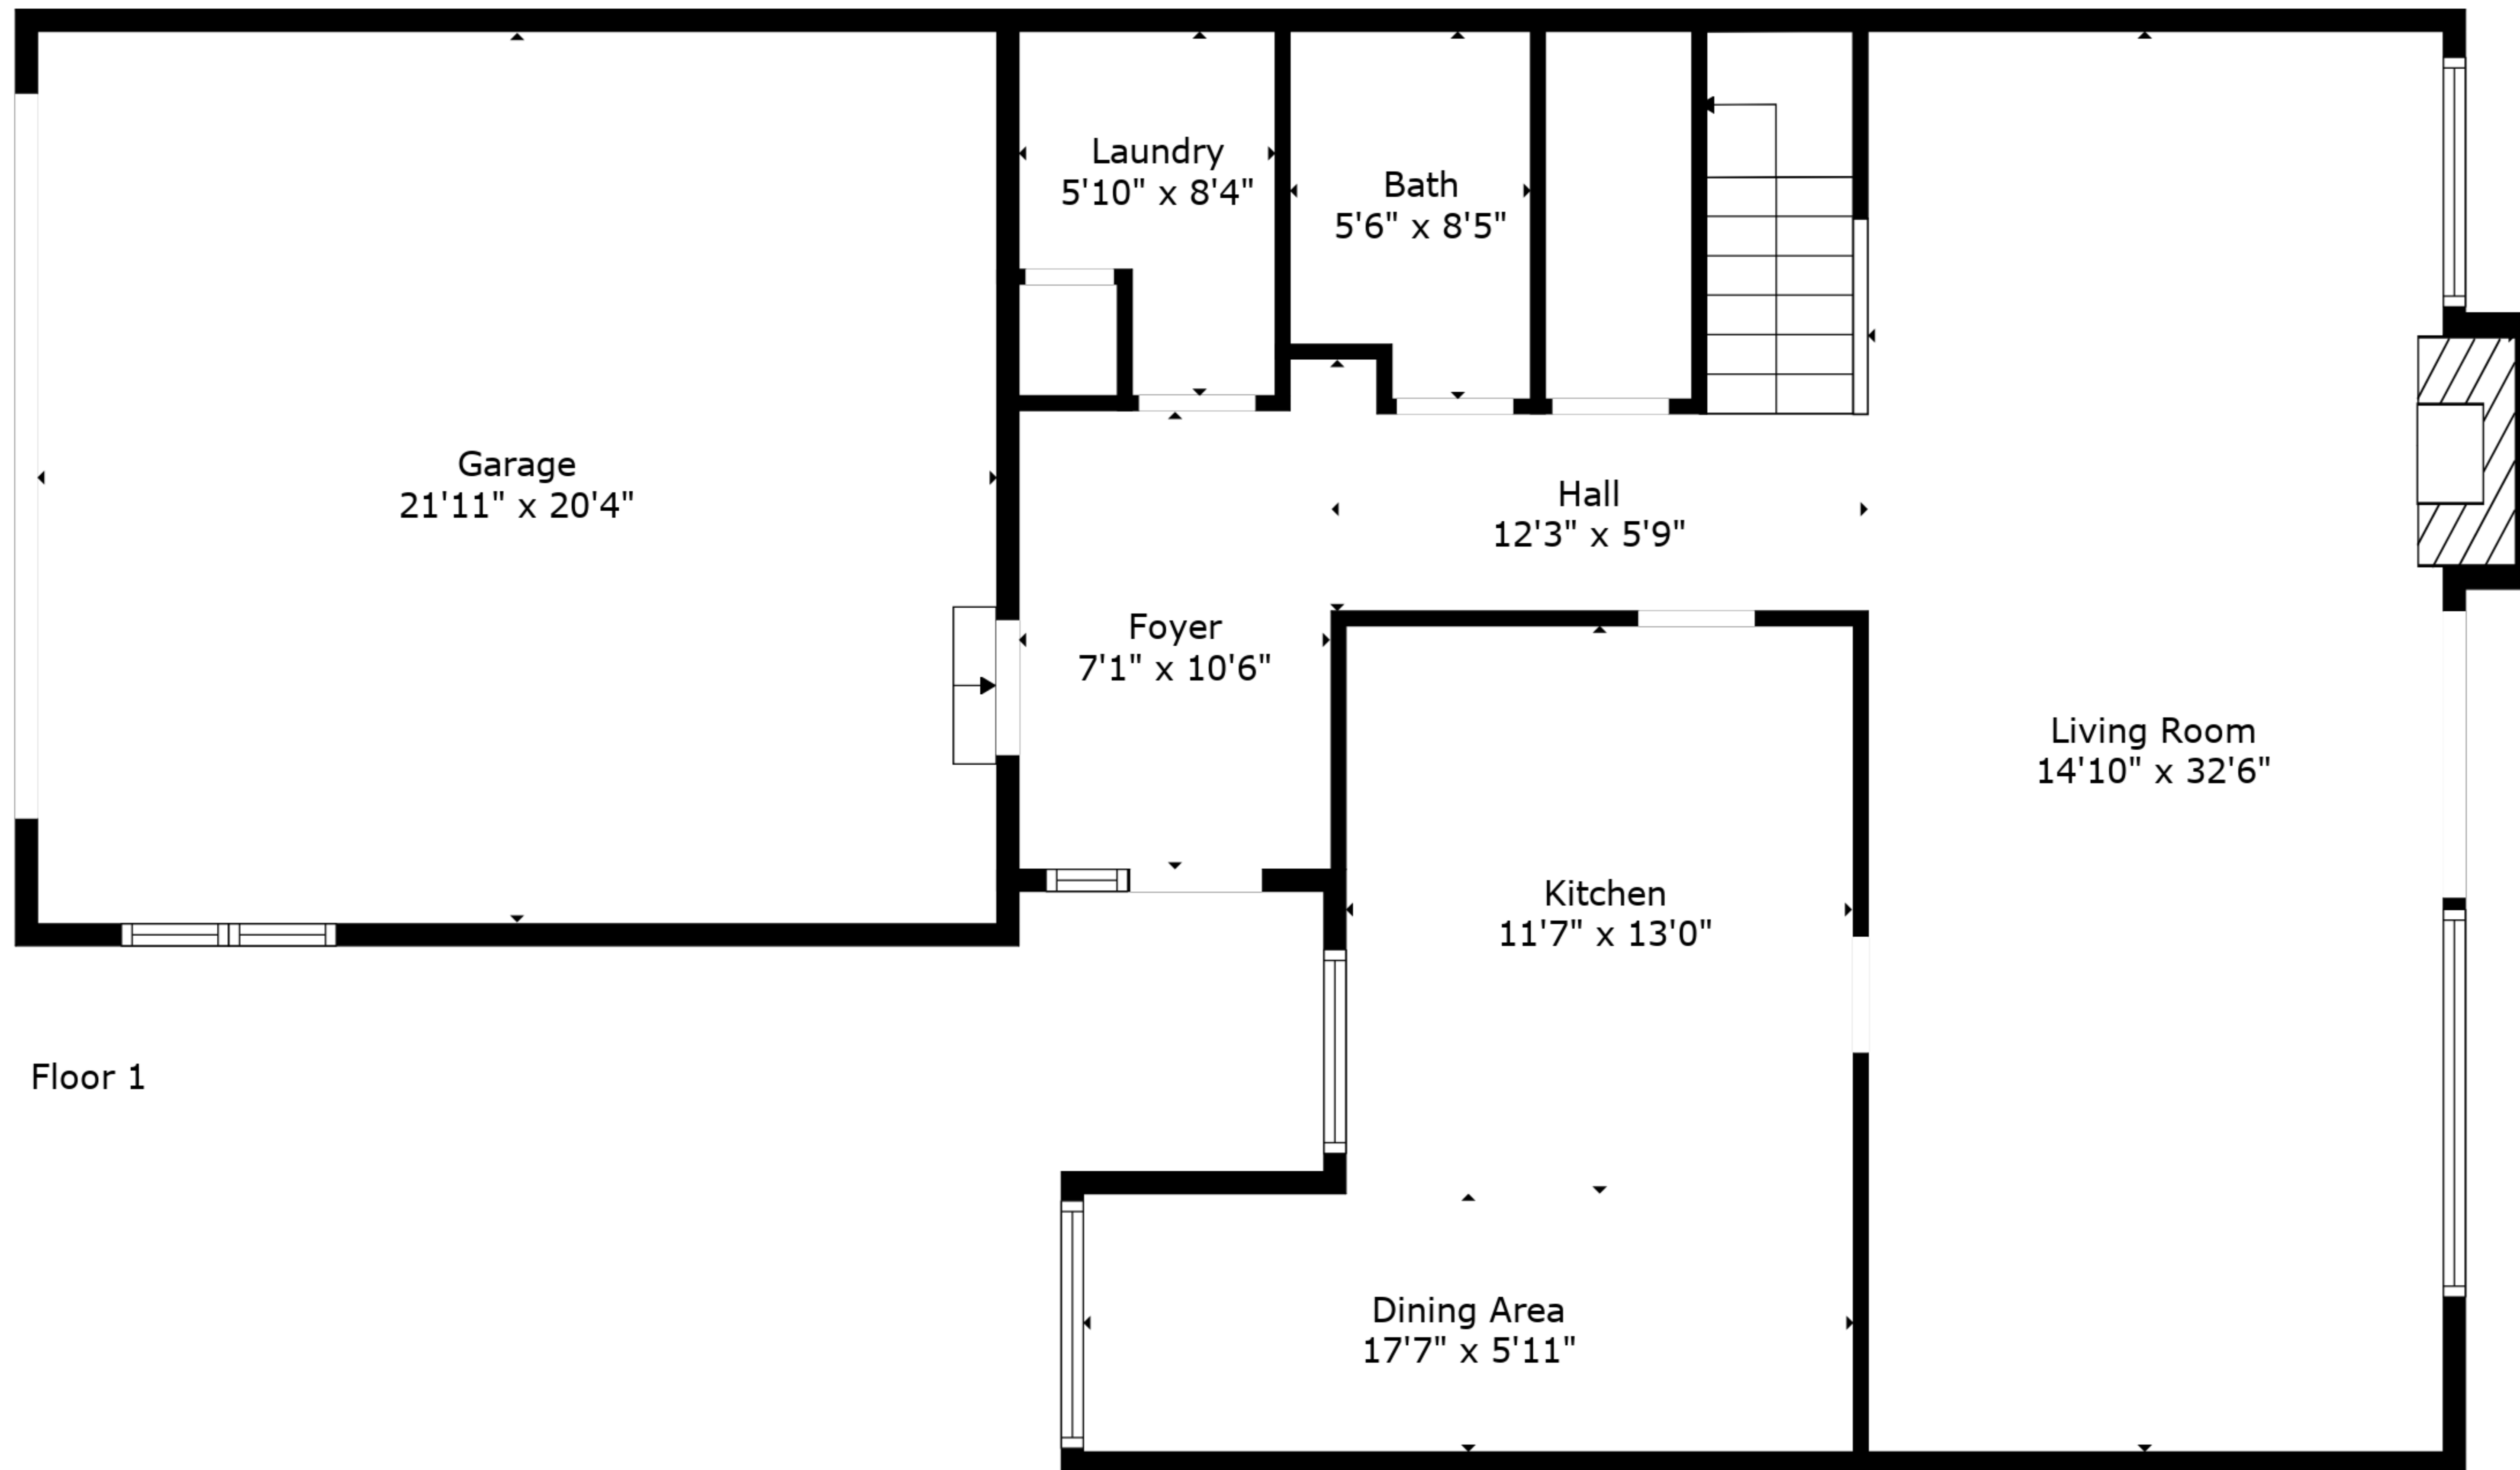 Laundry
5'10" x 8'4"
Bath
5'6" x 8'5"
Garage
21'11" x 20'4"
Hall
12'3" x 5'9"
Foyer
7'1" x 10'6"
Living Room
14'10" x 32'6"
Kitchen
11'7" x 13'0"
Floor 1
Dining Area
17'7" x 5'11"